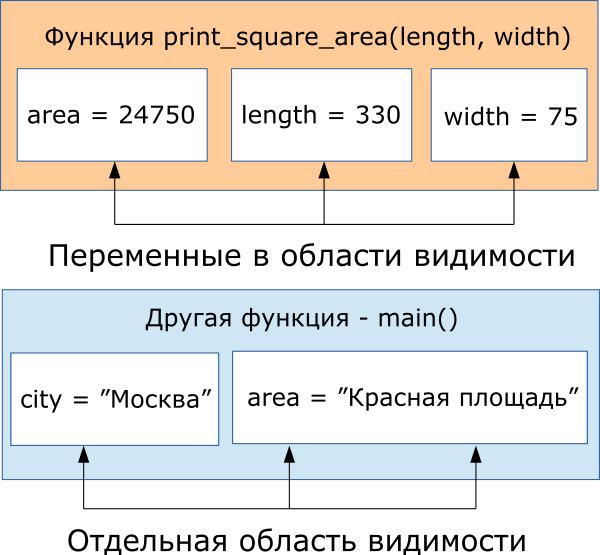 Функция print_square_area(length, width)
area = 24750 length = 330 width = 75
Переменные в области видимости
Другая функция - main()
city = ”Москва” area = ”Красная площадь”
Отдельная область видимости